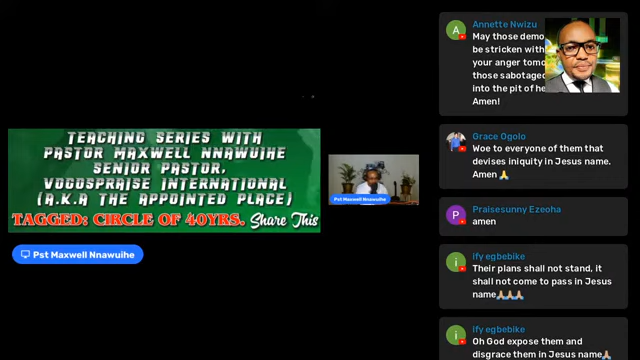 TEACHING SERIES WITH
PASTOR MAXWELL NNAWUIHE
SENIOR PASTOR,
VOGOSPRAISE INTERNATIONAL
(A.K.A THE APPOINTED PLACE)
TAGGED: CIRCLE OF 40YRS. Share This
Pst Maxwell Nnawuihe
Pst Maxwell Nnawuihe
A
Annette Nwizu
May those demo
be stricken with
your anger tomo
those sabotaged
into the pit of he
Amen!
Grace Ogolo
Woe to everyone of them that
devises iniquity in Jesus name.
Amen 🙏
P
Praisesunny Ezeoha
amen
i
Ify egbebike
Their plans shall not stand, it
shall not come to pass in Jesus
name🙏🙏🙏
i
Ify egbebike
Oh God expose them and
disgrace them in Jesus name🙏